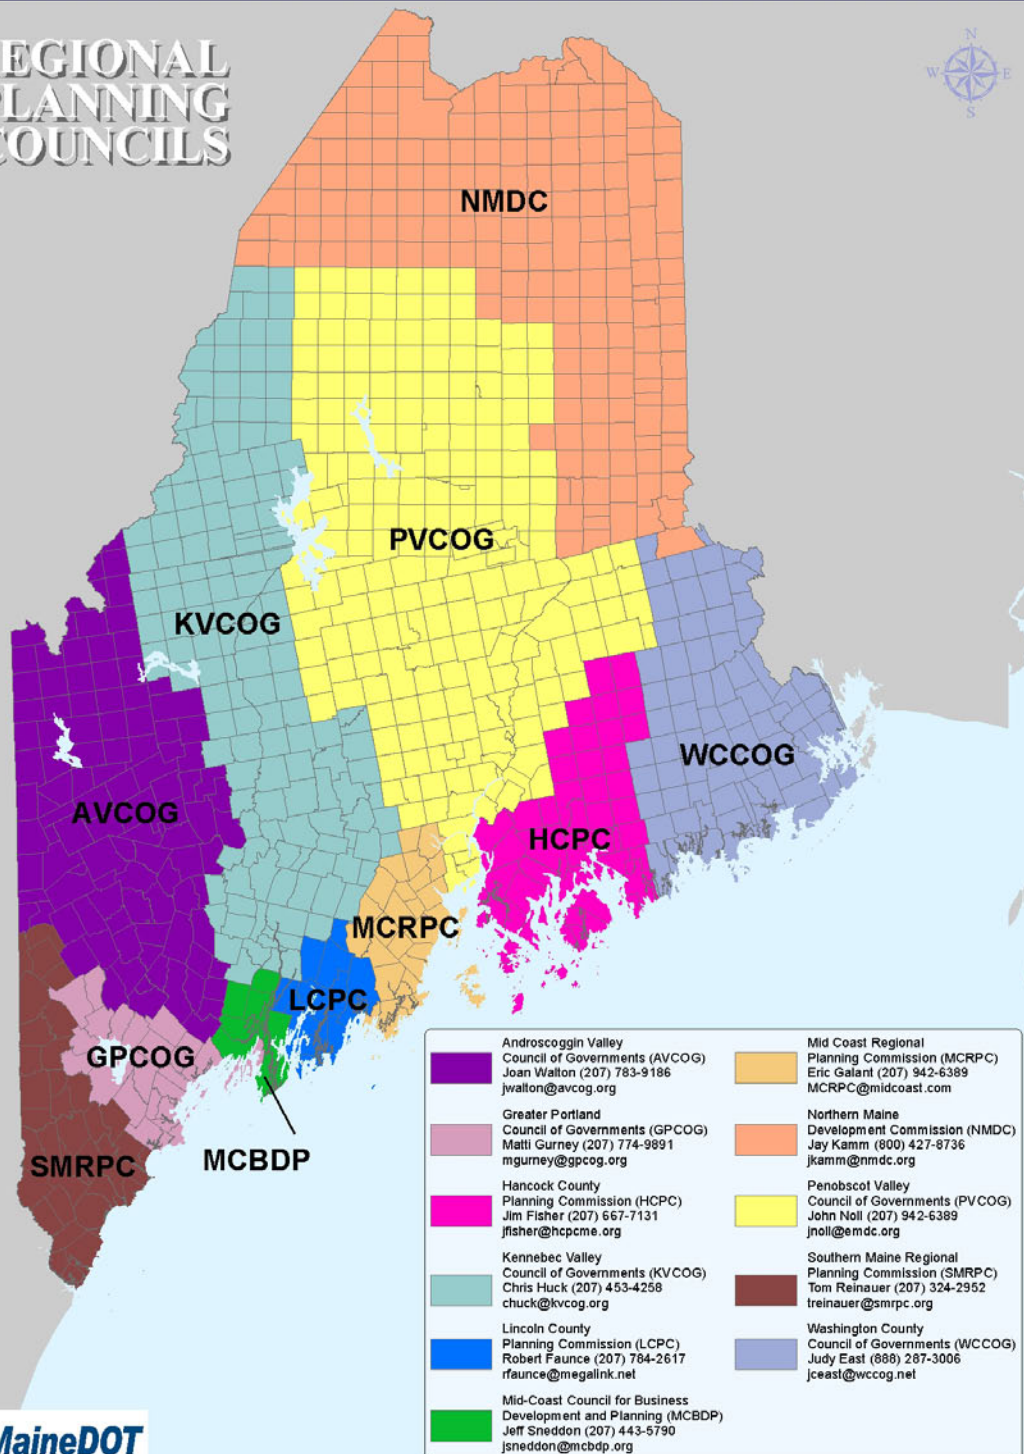 EGIONAL
LANNING
COUNCILS
N
W E
S
NMDC
PVCOG
KVCOG
WCCOG
AVCOG
HCPC
MCRPC
LCPC
GPCOG
MCBDP
SMRPC
Androscoggin Valley
Council of Governments (AVCOG)
Joan Walton (207) 783-9186
jwalton@avcog.org
Greater Portland
Council of Governments (GPCOG)
Matti Gurney (207) 774-9891
mgurney@gpcog.org
Hancock County
Planning Commission (HCPC)
Jim Fisher (207) 667-7131
jfisher@hcpcme.org
Kennebec Valley
Council of Governments (KVCOG)
Chris Huck (207) 453-4258
chuck@kvcog.org
Lincoln County
Planning Commission (LCPC)
Robert Faunce (207) 784-2617
rfaunce@megalink.net
Mid-Coast Council for Business
Development and Planning (MCBDP)
Jeff Sneddon (207) 443-5790
jsneddon@mcbdp.org
Mid Coast Regional
Planning Commission (MCRPC)
Eric Galant (207) 942-6389
MCRPC@midcoast.com
Northern Maine
Development Commission (NMDC)
Jay Kamm (800) 427-8736
jkamm@nmdc.org
Penobscot Valley
Council of Governments (PVCOG)
John Noll (207) 942-6389
jnoll@emdc.org
Southern Maine Regional
Planning Commission (SMRPC)
Tom Reinauer (207) 324-2952
treinauer@smrpc.org
Washington County
Council of Governments (WCCOG)
Judy East (888) 287-3006
jceast@wccog.net
MaineDOT